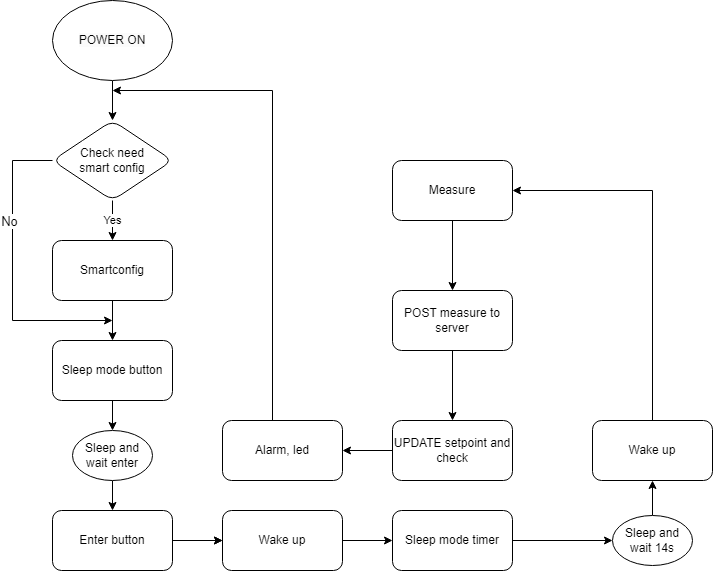 POWER ON
Check need
smart config
No
Yes
Smartconfig
Sleep mode button
Sleep and
wait enter
Enter button
Wake up
Sleep mode timer
Sleep and
wait 14s
Wake up
Measure
POST measure to
server
UPDATE setpoint and
check
Alarm, led